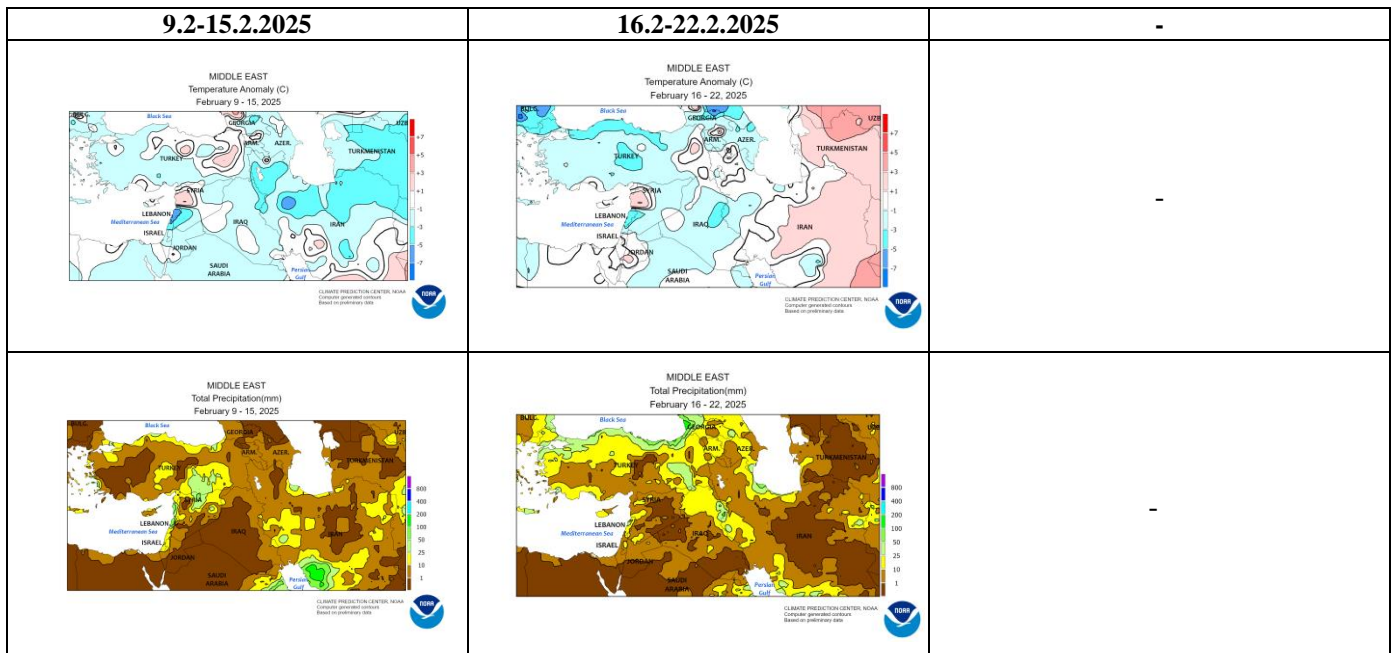 9.2-15.2.2025
16.2-22.2.2025
-
MIDDLE EAST
Temperature Anomaly (C)
February 9 - 15, 2025
BULG.
Black Sea
GEORGIA
UZB
ARM.
AZER.
TURKMENISTAN
TURKEY
SYRIA
LEBANON
Mediterranean Sea
IRAQ
IRAN
ISRAEL
JORDAN
SAUDI
ARABIA
Persian
Gulf
+7
+5
+3
+1
-1
-3
-5
-7
CLIMATE PREDICTION CENTER, NOAA
Computer generated contours
Based on preliminary data
NOAA
MIDDLE EAST
Temperature Anomaly (C)
February 16 - 22, 2025
BULG.
Black Sea
GEORGIA
UZB
ARM.
AZER.
TURKMENISTAN
TURKEY
SYRIA
LEBANON
Mediterranean Sea
IRAQ
IRAN
ISRAEL
JORDAN
SAUDI
ARABIA
Persian
Gulf
+7
+5
+3
+1
-1
-3
-5
-7
CLIMATE PREDICTION CENTER, NOAA
Computer generated contours
Based on preliminary data
NOAA
-
MIDDLE EAST
Total Precipitation(mm)
February 9 - 15, 2025
BULG.
Black Sea
GEORGIA
UZB
ARM.
AZER.
TURKMENISTAN
TURKEY
SYRIA
LEBANON
Mediterranean Sea
IRAQ
IRAN
ISRAEL
JORDAN
SAUDI
ARABIA
Persian
Gulf
800
400
200
100
50
25
10
1
CLIMATE PREDICTION CENTER, NOAA
Computer generated contours
Based on preliminary data
NOAA
MIDDLE EAST
Total Precipitation(mm)
February 16 - 22, 2025
BULG.
Black Sea
GEORGIA
UZB
ARM.
AZER.
TURKMENISTAN
TURKEY
SYRIA
LEBANON
Mediterranean Sea
IRAQ
IRAN
ISRAEL
JORDAN
SAUDI
ARABIA
Persian
Gulf
800
400
200
100
50
25
10
1
CLIMATE PREDICTION CENTER, NOAA
Computer generated contours
Based on preliminary data
NOAA
-